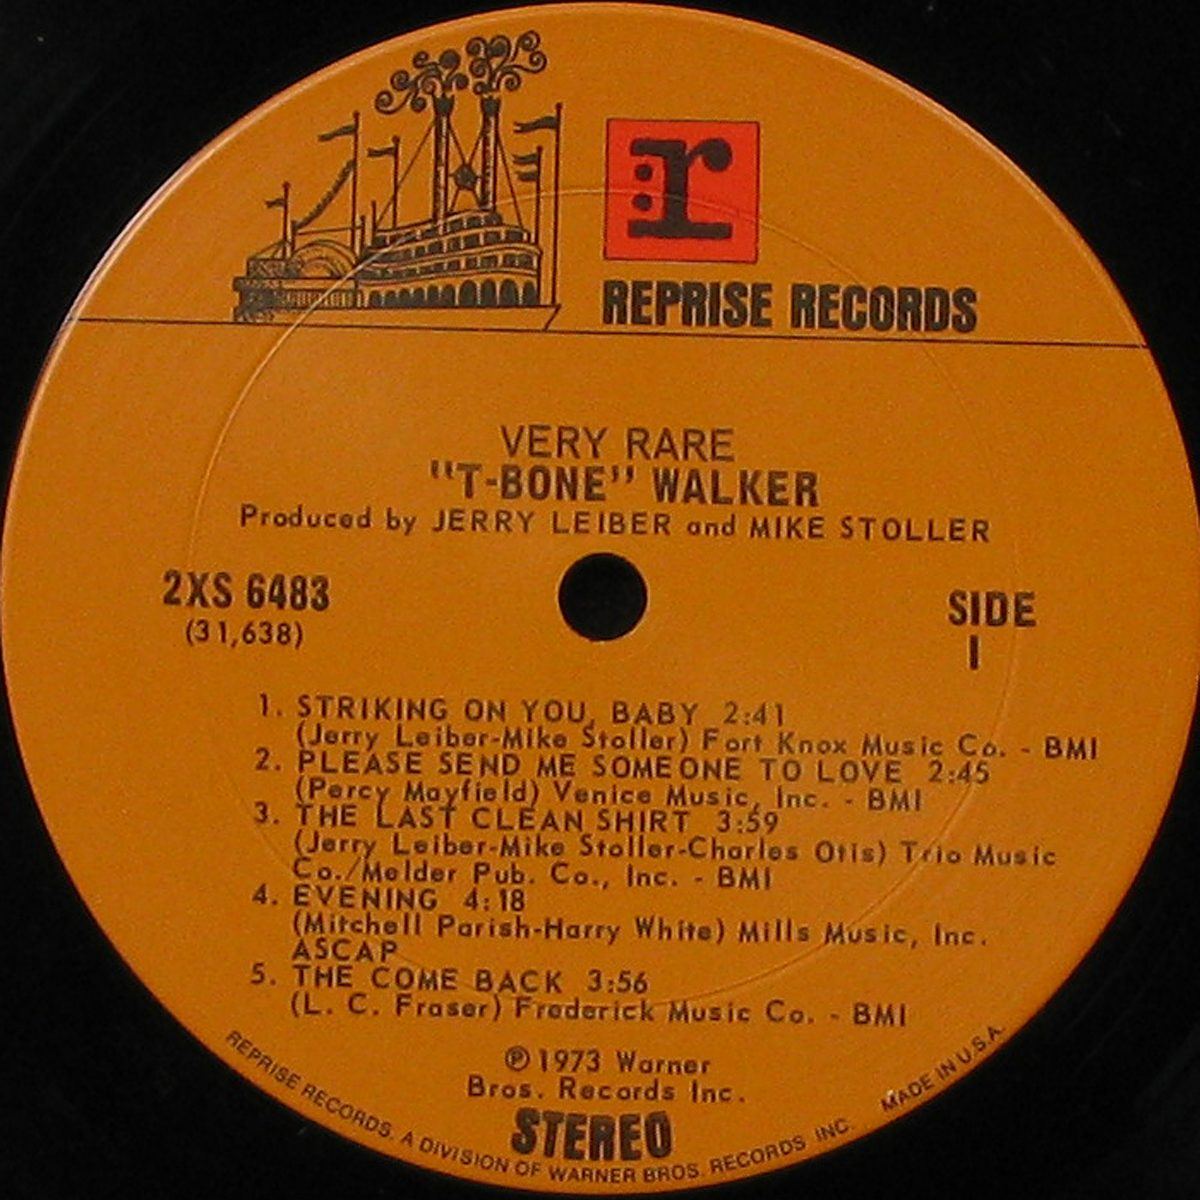 r
REPRISE RECORDS
VERY RARE
"T-BONE" WALKER
Produced by JERRY LEIBER and MIKE STOLLER
2XS 6483
(31,638)
SIDE
1
1. STRIKING ON YOU, BABY 2:41
(Jerry Leiber-Mike Stoller) Fort Knox Music Co. - BMI
2. PLEASE SEND ME SOMEONE TO LOVE 2:45
(Percy Mayfield) Venice Music, Inc. - BMI
3. THE LAST CLEAN SHIRT 3:59
(Jerry Leiber-Mike Stoller-Charles Otis) Trio Music
Co./Melder Pub. Co., Inc. - BMI
4. EVENING 4:18
(Mitchell Parish-Harry White) Mills Music, Inc.
ASCAP
5. THE COME BACK 3:56
(L. C. Fraser) Frederick Music Co. - BMI
℗ 1973 Warner
Bros. Records Inc.
STEREO
REPRISE RECORDS, A DIVISION OF WARNER BROS. RECORDS INC. MADE IN U.S.A.